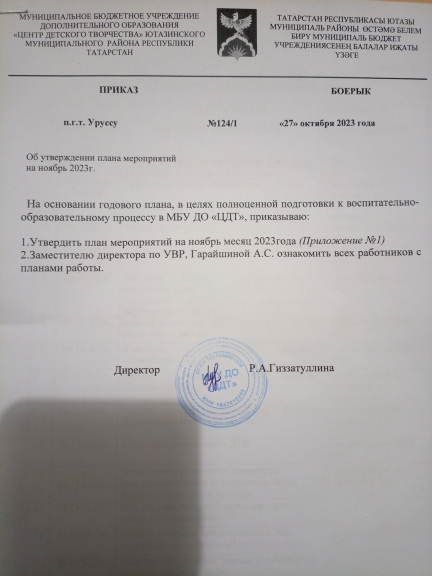 МУНИЦИПАЛЬНОЕ БЮДЖЕТНОЕ УЧРЕЖДЕНИЕ
ДОПОЛНИТЕЛЬНОГО ОБРАЗОВАНИЯ
«ЦЕНТР ДЕТСКОГО ТВОРЧЕСТВА» ЮТАЗИНСКОГО
МУНИЦИПАЛЬНОГО РАЙОНА РЕСПУБЛИКИ
ТАТАРСТАН
ТАТАРСТАН РЕСПУБЛИКАСЫ ЮТАЗЫ
МУНИЦИПАЛЬ РАЙОНЫ ӨСТӘМӘ БЕЛЕМ
БИРҮ МУНИЦИПАЛЬ БЮДЖЕТ
УЧРЕЖДЕНИЯСЕНЕҢ БАЛАЛАР ИҖАТЫ
ҮЗӘГЕ
ПРИКАЗ БОЕРЫК
п.г.т. Уруссу №124/1 «27» октября 2023 года
Об утверждении плана мероприятий
на ноябрь 2023г.
На основании годового плана, в целях полноценной подготовки к воспитательно-
образовательному процессу в МБУ ДО «ЦДТ», приказываю:
1.Утвердить план мероприятий на ноябрь месяц 2023года (Приложение №1)
2.Заместителю директора по УВР, Гарайшиной А.С. ознакомить всех работников с
планами работы.
Директор Р.А.Гиззатуллина
ДО
«ЦДТ»